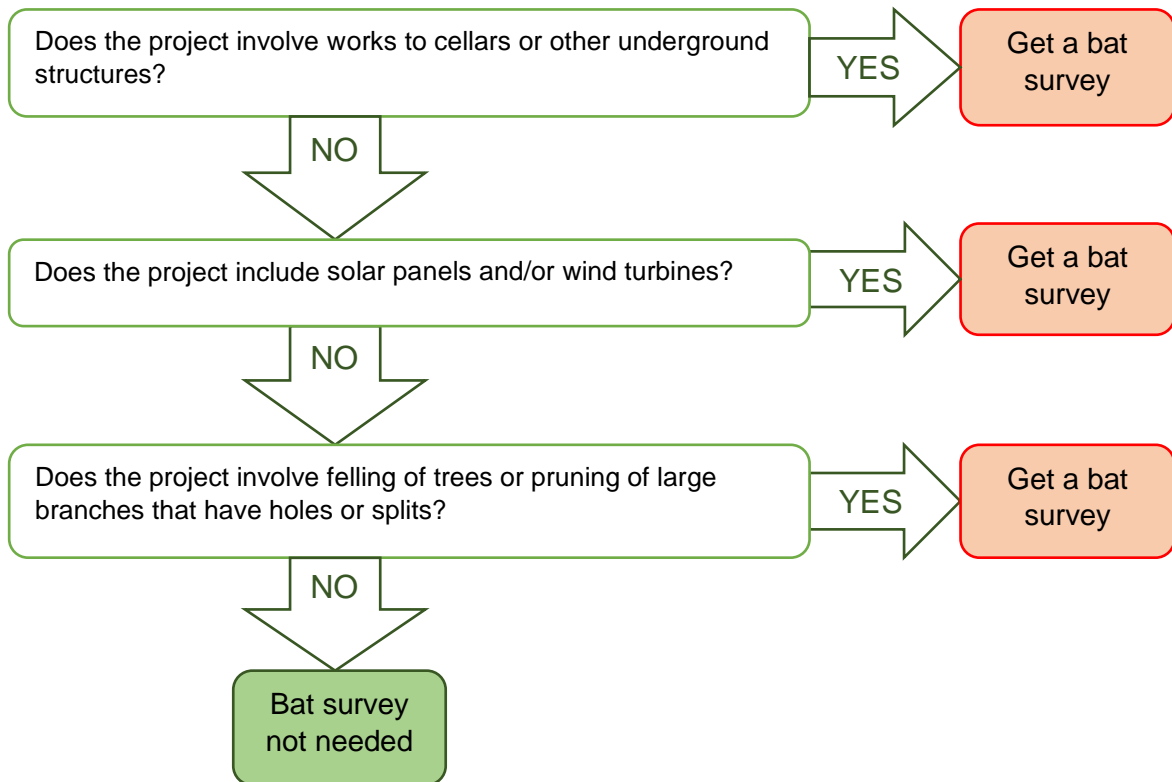 Does the project involve works to cellars or other underground
structures?
YES
Get a bat
survey
NO
Does the project include solar panels and/or wind turbines?
YES
Get a bat
survey
NO
Does the project involve felling of trees or pruning of large
branches that have holes or splits?
YES
Get a bat
survey
NO
Bat survey
not needed